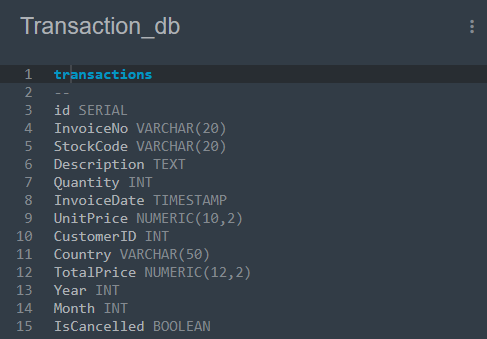 Transaction_db
1 transactions
2 --
3 id SERIAL
4 InvoiceNo VARCHAR(20)
5 StockCode VARCHAR(20)
6 Description TEXT
7 Quantity INT
8 InvoiceDate TIMESTAMP
9 UnitPrice NUMERIC(10,2)
10 CustomerID INT
11 Country VARCHAR(50)
12 TotalPrice NUMERIC(12,2)
13 Year INT
14 Month INT
15 IsCancelled BOOLEAN